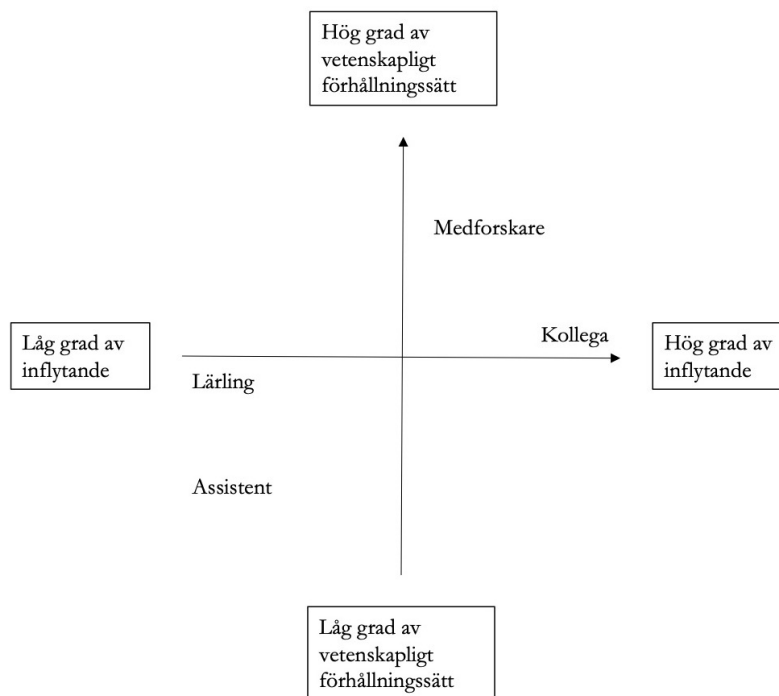 Hög grad av
vetenskapligt
förhållningssätt
Medforskare
Låg grad av
inflytande
Kollega
Hög grad av
inflytande
Lärling
Assistent
Låg grad av
vetenskapligt
förhållningssätt